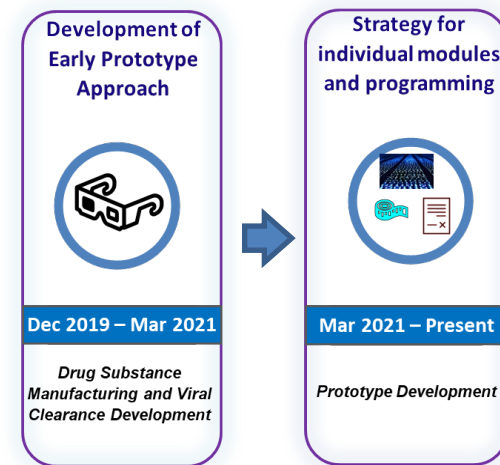 Development of
Early Prototype
Approach
Dec 2019 – Mar 2021
Drug Substance
Manufacturing and Viral
Clearance Development
Strategy for
individual modules
and programming
Mar 2021 – Present
Prototype Development